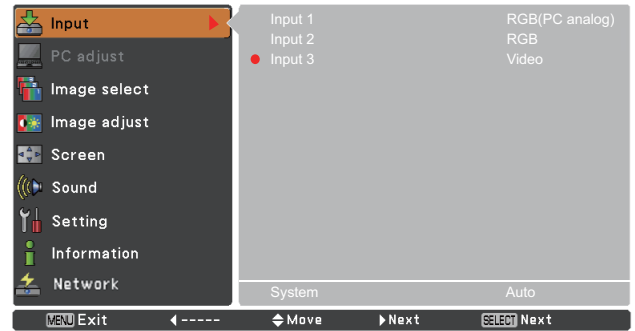 Input
PC adjust
Image select
Image adjust
Screen
Sound
Setting
Information
Network
Input 1 RGB(PC analog)
Input 2 RGB
Input 3 Video
System Auto
MENU Exit ----- Move Next SELECT Next